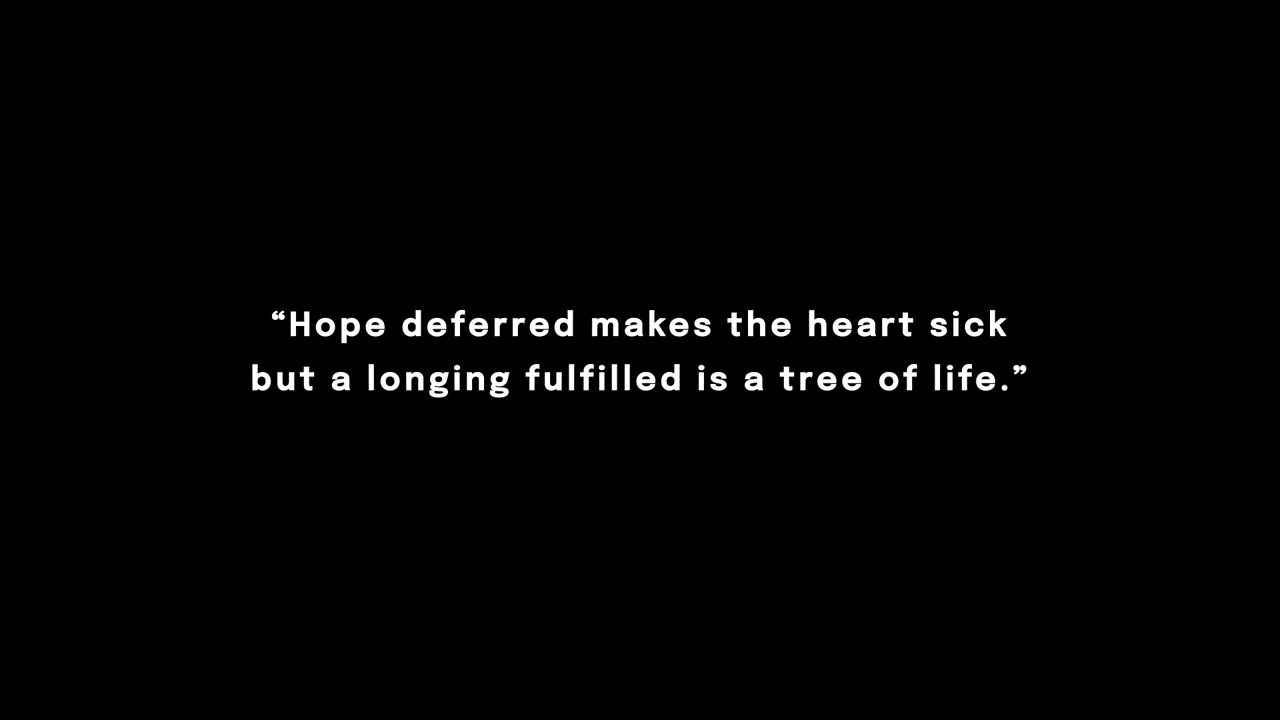 “Hope deferred makes the heart sick
but a longing fulfilled is a tree of life.”